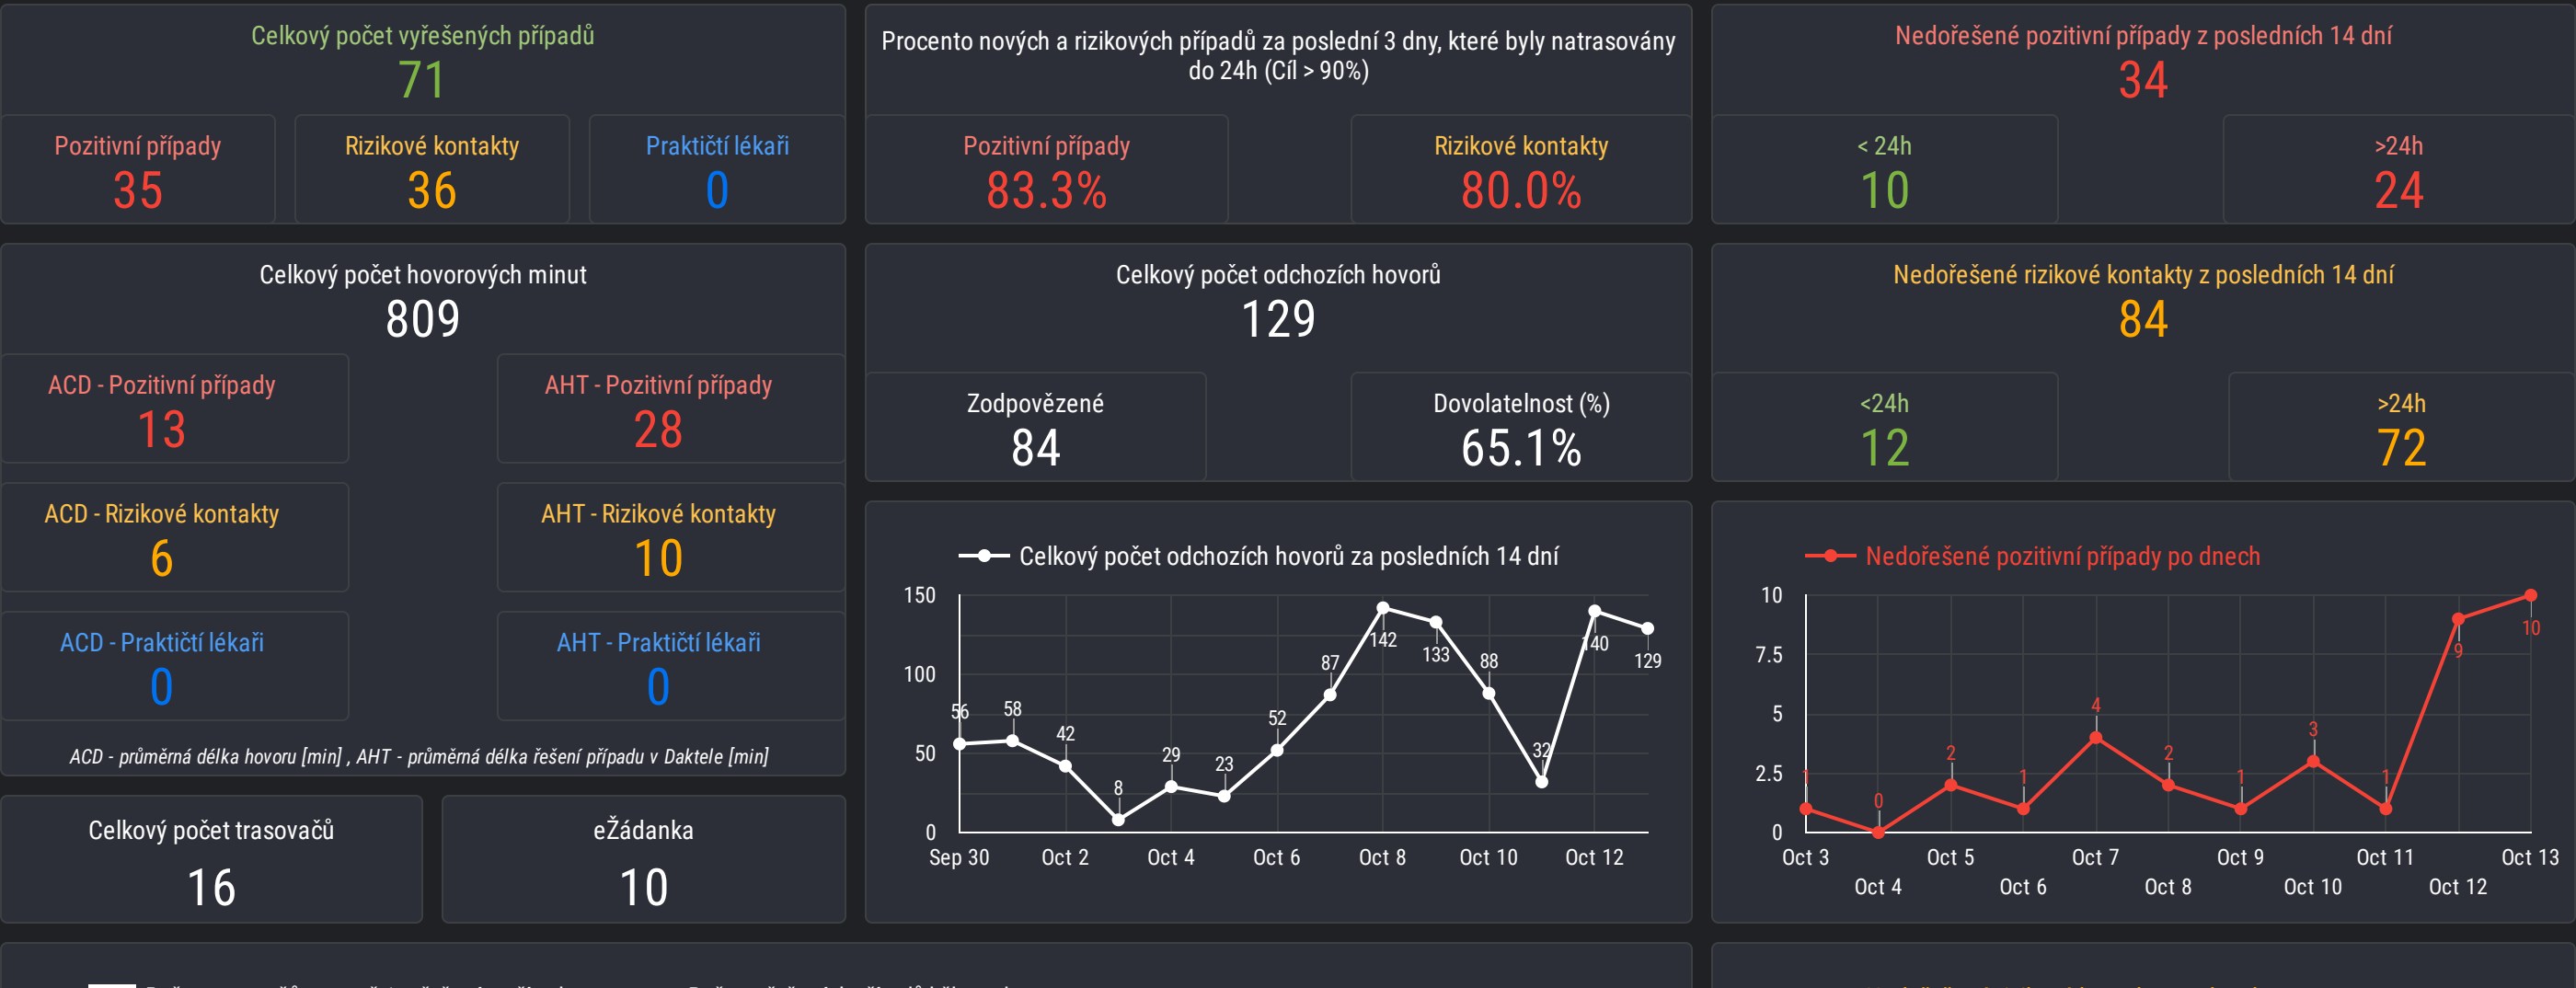 Celkový počet vyřešených případů
71
Pozitivní případy
35
Rizikové kontakty
36
Praktičtí lékaři
0
Procento nových a rizikových případů za poslední 3 dny, které byly natrasovány
do 24h (Cíl > 90%)
Pozitivní případy
83.3%
Rizikové kontakty
80.0%
Nedořešené pozitivní případy z posledních 14 dní
34
< 24h
10
>24h
24
Celkový počet hovorových minut
809
ACD - Pozitivní případy
13
AHT - Pozitivní případy
28
ACD - Rizikové kontakty
6
AHT - Rizikové kontakty
10
ACD - Praktičtí lékaři
0
AHT - Praktičtí lékaři
0
ACD - průměrná délka hovoru [min] , AHT - průměrná délka řešení případu v Daktele [min]
Celkový počet odchozích hovorů
129
Zodpovězené
84
Dovolatelnost (%)
65.1%
Nedořešené rizikové kontakty z posledních 14 dní
84
<24h
12
>24h
72
Celkový počet odchozích hovorů za posledních 14 dní
150
100
50
0
56
58
42
8
29
23
52
87
142
133
88
32
140
129
Sep 30
Oct 2
Oct 4
Oct 6
Oct 8
Oct 10
Oct 12
Nedořešené pozitivní případy po dnech
10
7.5
5
2.5
0
1
0
2
1
4
2
1
3
1
9
10
Oct 3
Oct 4
Oct 5
Oct 6
Oct 7
Oct 8
Oct 9
Oct 10
Oct 11
Oct 12
Oct 13
Celkový počet trasovačů
16
eŽádanka
10